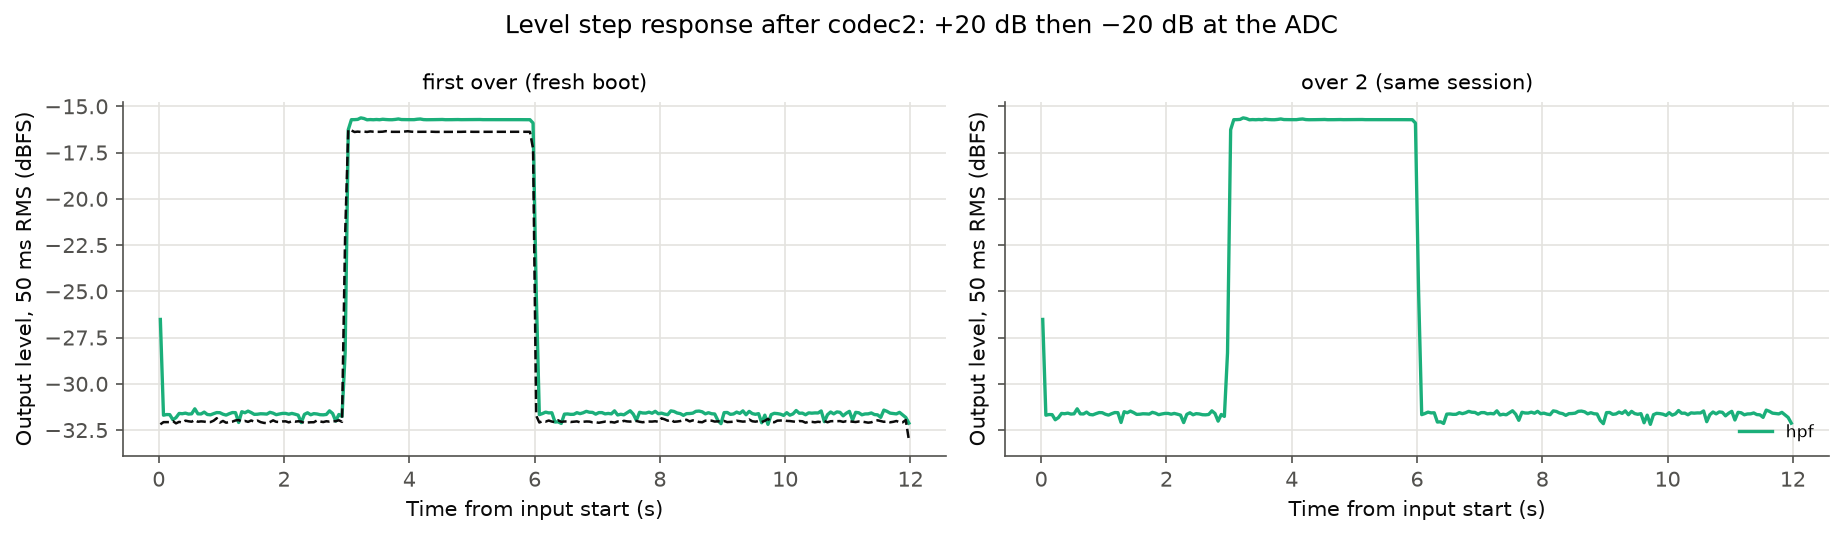 Level step response after codec2: +20 dB then −20 dB at the ADC
first over (fresh boot)
Output level, 50 ms RMS (dBFS)
−15.0
−17.5
−20.0
−22.5
−25.0
−27.5
−30.0
−32.5
0 2 4 6 8 10 12
Time from input start (s)
over 2 (same session)
Output level, 50 ms RMS (dBFS)
hpf
0 2 4 6 8 10 12
Time from input start (s)